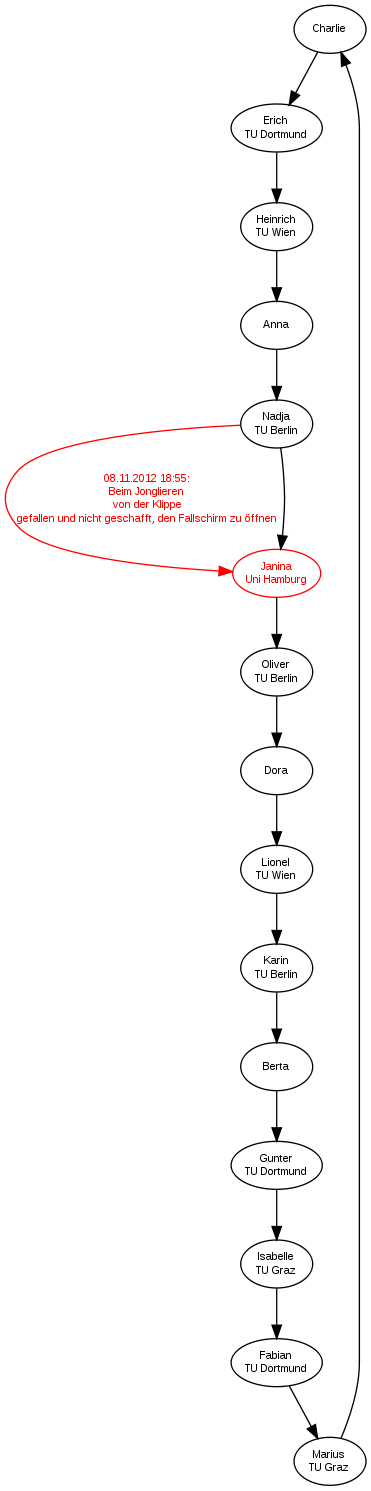 Charlie
Erich
TU Dortmund
Heinrich
TU Wien
Anna
Nadja
TU Berlin
08.11.2012 18:55:
Beim Jonglieren
von der Klippe
gefallen und nicht geschafft, den Fallschirm zu öffnen
Janina
Uni Hamburg
Oliver
TU Berlin
Dora
Lionel
TU Wien
Karin
TU Berlin
Berta
Gunter
TU Dortmund
Isabelle
TU Graz
Fabian
TU Dortmund
Marius
TU Graz